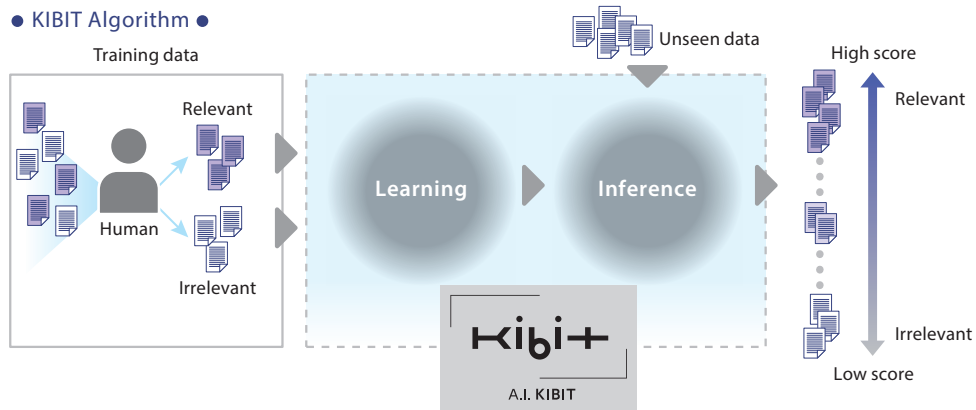 ● KIBIT Algorithm ●
Training data
Relevant
Human
Irrelevant
Learning
Inference
Unseen data
kibit
A.I. KIBIT
High score
Relevant
Irrelevant
Low score